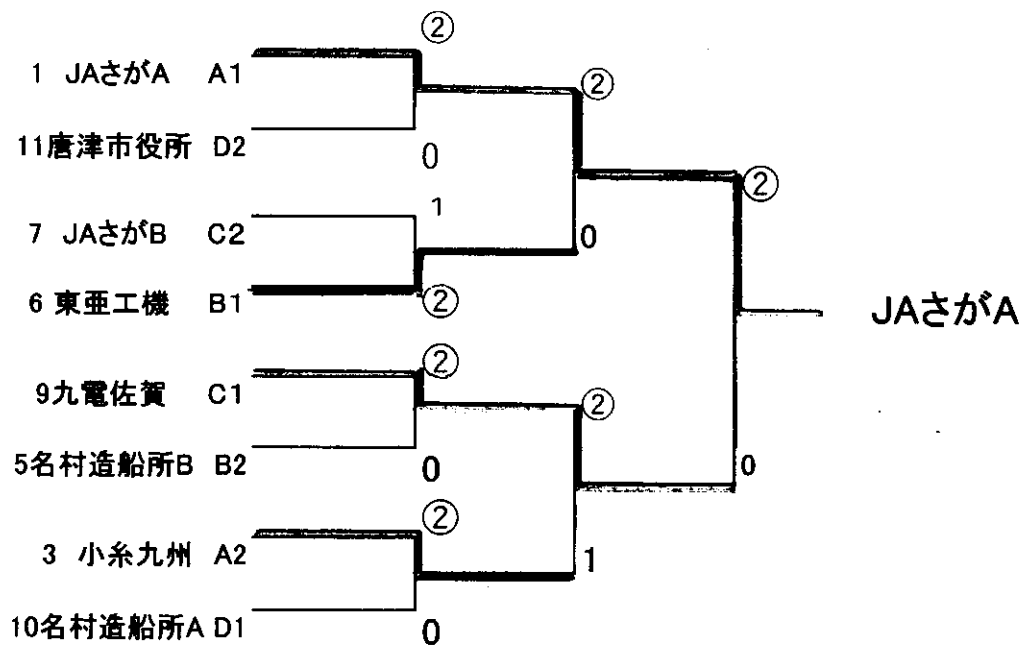 ②
1 JAさがA A1
②
11唐津市役所 D2
0
②
1
7 JAさがB C2
0
6 東亜工機 B1
②
JAさがA
②
9九電佐賀 C1
②
5名村造船所B B2
0
0
②
3 小糸九州 A2
1
10名村造船所A D1
0